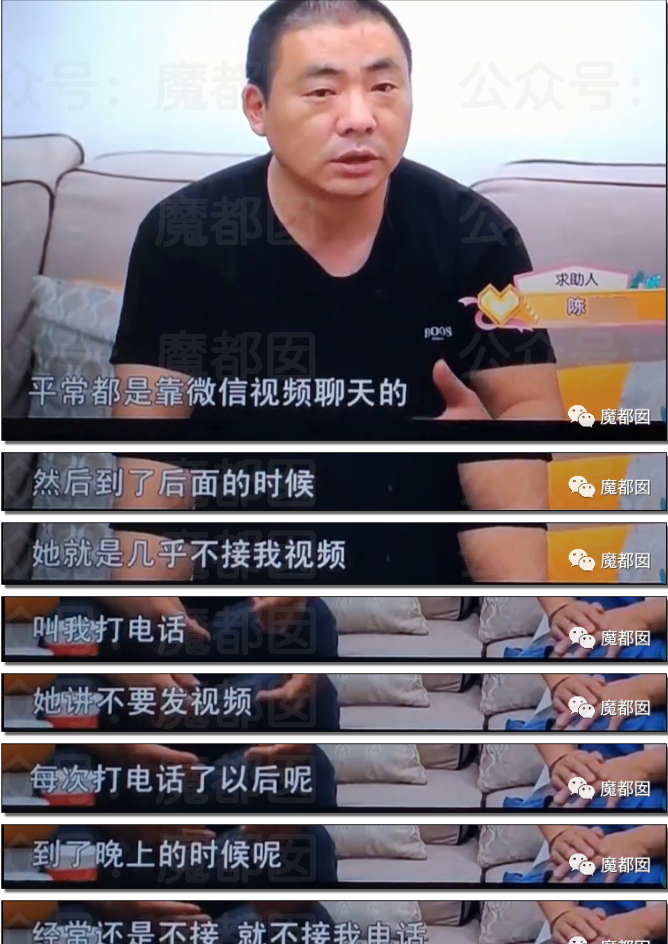 公众号：魔都囡
公众号：
求助人
陈
BOSS
平常都是靠微信视频聊天的
魔都囡
然后到了后面的时候
魔都囡
她就是几乎不接我视频
魔都囡
叫我打电话
魔都囡
她讲不要发视频
魔都囡
每次打电话了以后呢
魔都囡
到了晚上的时候呢
魔都囡
经常还是不接 就不接我电话
魔都囡